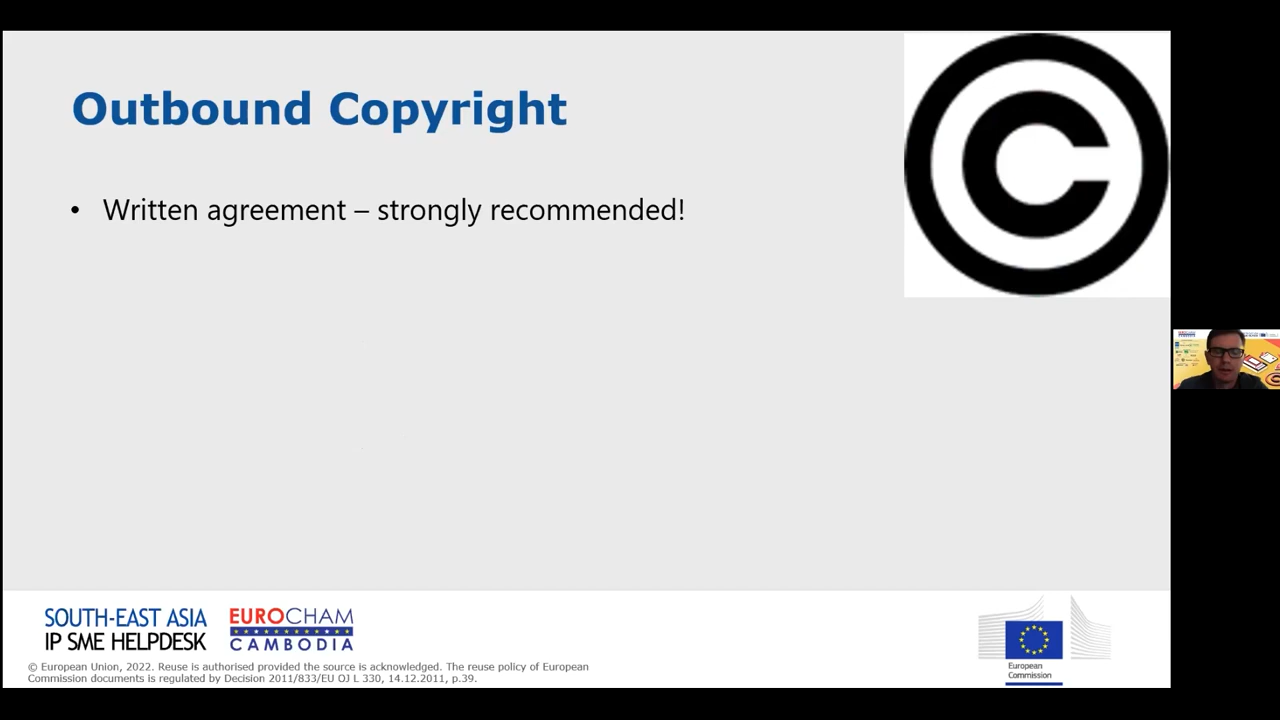 Outbound Copyright
• Written agreement – strongly recommended!
SOUTH-EAST ASIA
IP SME HELPDESK
EUROCHAM
CAMBODIA
European
Commission
© European Union, 2022. Reuse is authorised provided the source is acknowledged. The reuse policy of European
Commission documents is regulated by Decision 2011/833/EU OJ L 330, 14.12.2011, p.39.